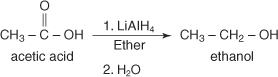 O
CH₃ – C – OH
acetic acid
1. LiAlH₄
Ether
2. H₂O
CH₃ – CH₂ – OH
ethanol